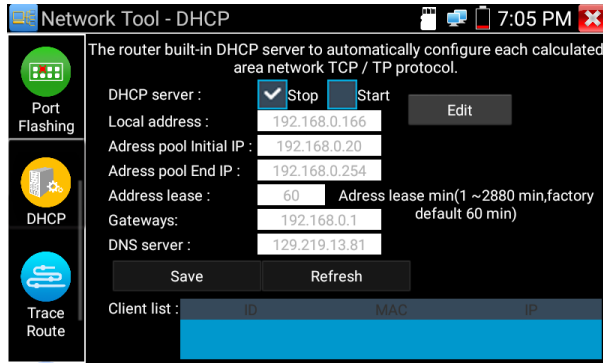 Network Tool - DHCP 7:05 PM
The router built-in DHCP server to automatically configure each calculated
area network TCP / TP protocol.
Port
Flashing
DHCP
Trace
Route
DHCP server : Stop Start
Edit
Local address : 192.168.0.166
Adress pool Initial IP : 192.168.0.20
Adress pool End IP : 192.168.0.254
Address lease : 60 Adress lease min(1 ~2880 min,factory
default 60 min)
Gateways: 192.168.0.1
DNS server : 129.219.13.81
Save Refresh
Client list : ID MAC IP